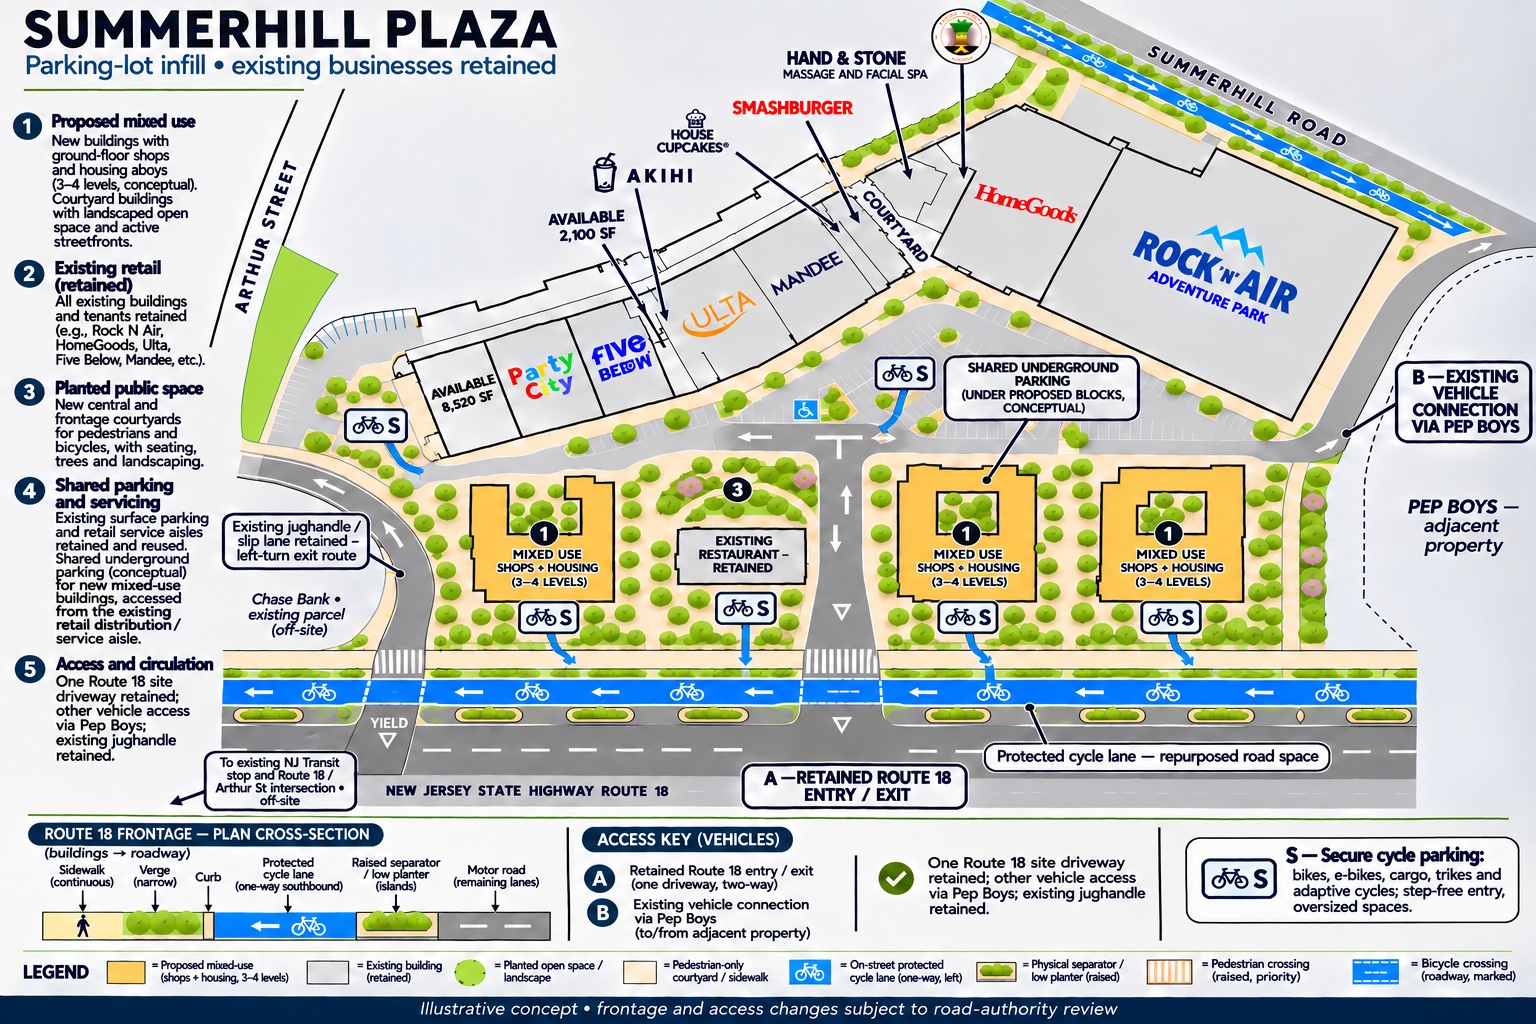 SUMMERHILL PLAZA
Parking-lot infill • existing businesses retained
1
Proposed mixed use
New buildings with
ground-floor shops
and housing aboys
(3–4 levels, conceptual).
Courtyard buildings
with landscaped open
space and active
streetfronts.
2
Existing retail
(retained)
All existing buildings
and tenants retained
(e.g., Rock N Air,
HomeGoods, Ulta,
Five Below, Mandee, etc.).
3
Planted public space
New central and
frontage courtyards
for pedestrians and
bicycles, with seating,
trees and landscaping.
4
Shared parking
and servicing
Existing surface parking
and retail service aisles
retained and reused.
Shared underground
parking (conceptual)
for new mixed-use
buildings, accessed
from the existing
retail distribution/
service aisle.
5
Access and circulation
One Route 18 site
driveway retained;
other vehicle access
via Pep Boys;
existing jughandle
retained.
ARTHUR STREET
SUMMERHILL ROAD
HAND & STONE
MASSAGE AND FACIAL SPA
SMASHBURGER
HOUSE
CUPCAKES®
AKIHI
AVAILABLE
2,100 SF
COURTYARD
HomeGoods
ROCK 'N' AIR
ADVENTURE PARK
MANDEE
ULTA
five
BELOW
Party
City
AVAILABLE
8,520 SF
S
S
SHARED UNDERGROUND
PARKING
(UNDER PROPOSED BLOCKS,
CONCEPTUAL)
B — EXISTING
VEHICLE
CONNECTION
VIA PEP BOYS
PEP BOYS —
adjacent
property
Existing jughandle /
slip lane retained –
left-turn exit route
Chase Bank •
existing parcel
(off-site)
1
MIXED USE
SHOPS + HOUSING
(3–4 LEVELS)
S
3
EXISTING
RESTAURANT –
RETAINED
S
1
MIXED USE
SHOPS + HOUSING
(3–4 LEVELS)
S
1
MIXED USE
SHOPS + HOUSING
(3–4 LEVELS)
S
YIELD
Protected cycle lane — repurposed road space
To existing NJ Transit
stop and Route 18 /
Arthur St intersection •
off-site
NEW JERSEY STATE HIGHWAY ROUTE 18
A —RETAINED ROUTE 18
ENTRY / EXIT
ROUTE 18 FRONTAGE — PLAN CROSS-SECTION
(buildings → roadway)
Sidewalk
(continuous)
Verge
(narrow)
Curb
Protected
cycle lane
(one-way southbound)
Raised separator
/ low planter
(islands)
Motor road
(remaining lanes)
ACCESS KEY (VEHICLES)
A
Retained Route 18 entry / exit
(one driveway, two-way)
B
Existing vehicle connection
via Pep Boys
(to/from adjacent property)
One Route 18 site driveway
retained; other vehicle access
via Pep Boys; existing jughandle
retained.
S
S — Secure cycle parking:
bikes, e-bikes, cargo, trikes and
adaptive cycles; step-free entry,
oversized spaces.
LEGEND
= Proposed mixed-use
(shops + housing, 3–4 levels)
= Existing building
(retained)
= Planted open space /
landscape
= Pedestrian-only
courtyard / sidewalk
= On-street protected
cycle lane (one-way, left)
= Physical separator /
low planter (raised)
= Pedestrian crossing
(raised, priority)
= Bicycle crossing
(roadway, marked)
Illustrative concept • frontage and access changes subject to road-authority review